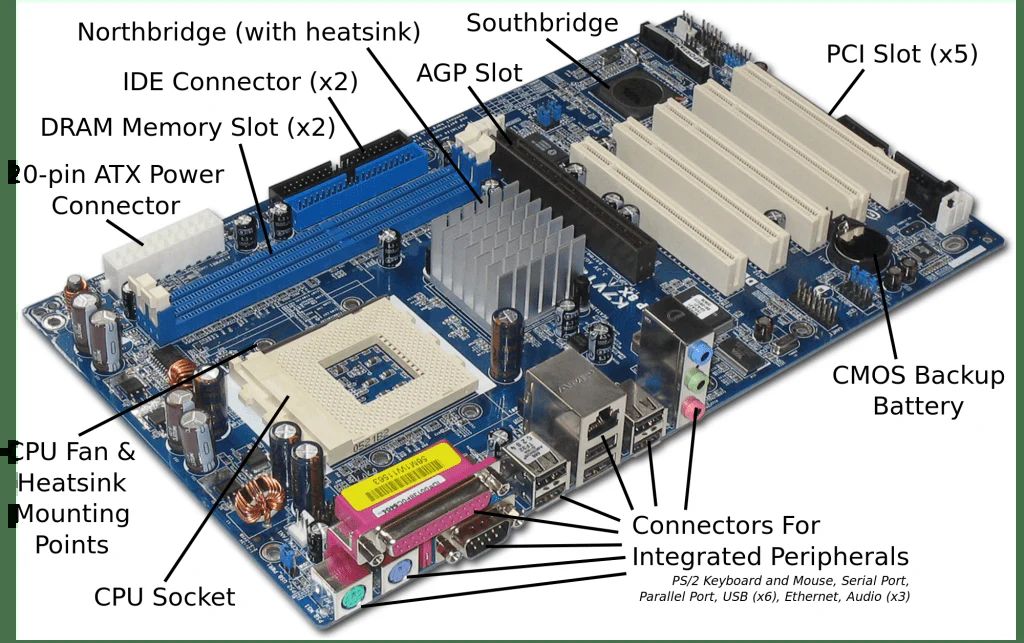 Southbridge
Northbridge (with heatsink)
PCI Slot (x5)
AGP Slot
IDE Connector (x2)
DRAM Memory Slot (x2)
20-pin ATX Power
Connector
CMOS Backup
Battery
CPU Fan &
Heatsink
Mounting
Points
CPU Socket
Connectors For
Integrated Peripherals
PS/2 Keyboard and Mouse, Serial Port,
Parallel Port, USB (x6), Ethernet, Audio (x3)
K7V